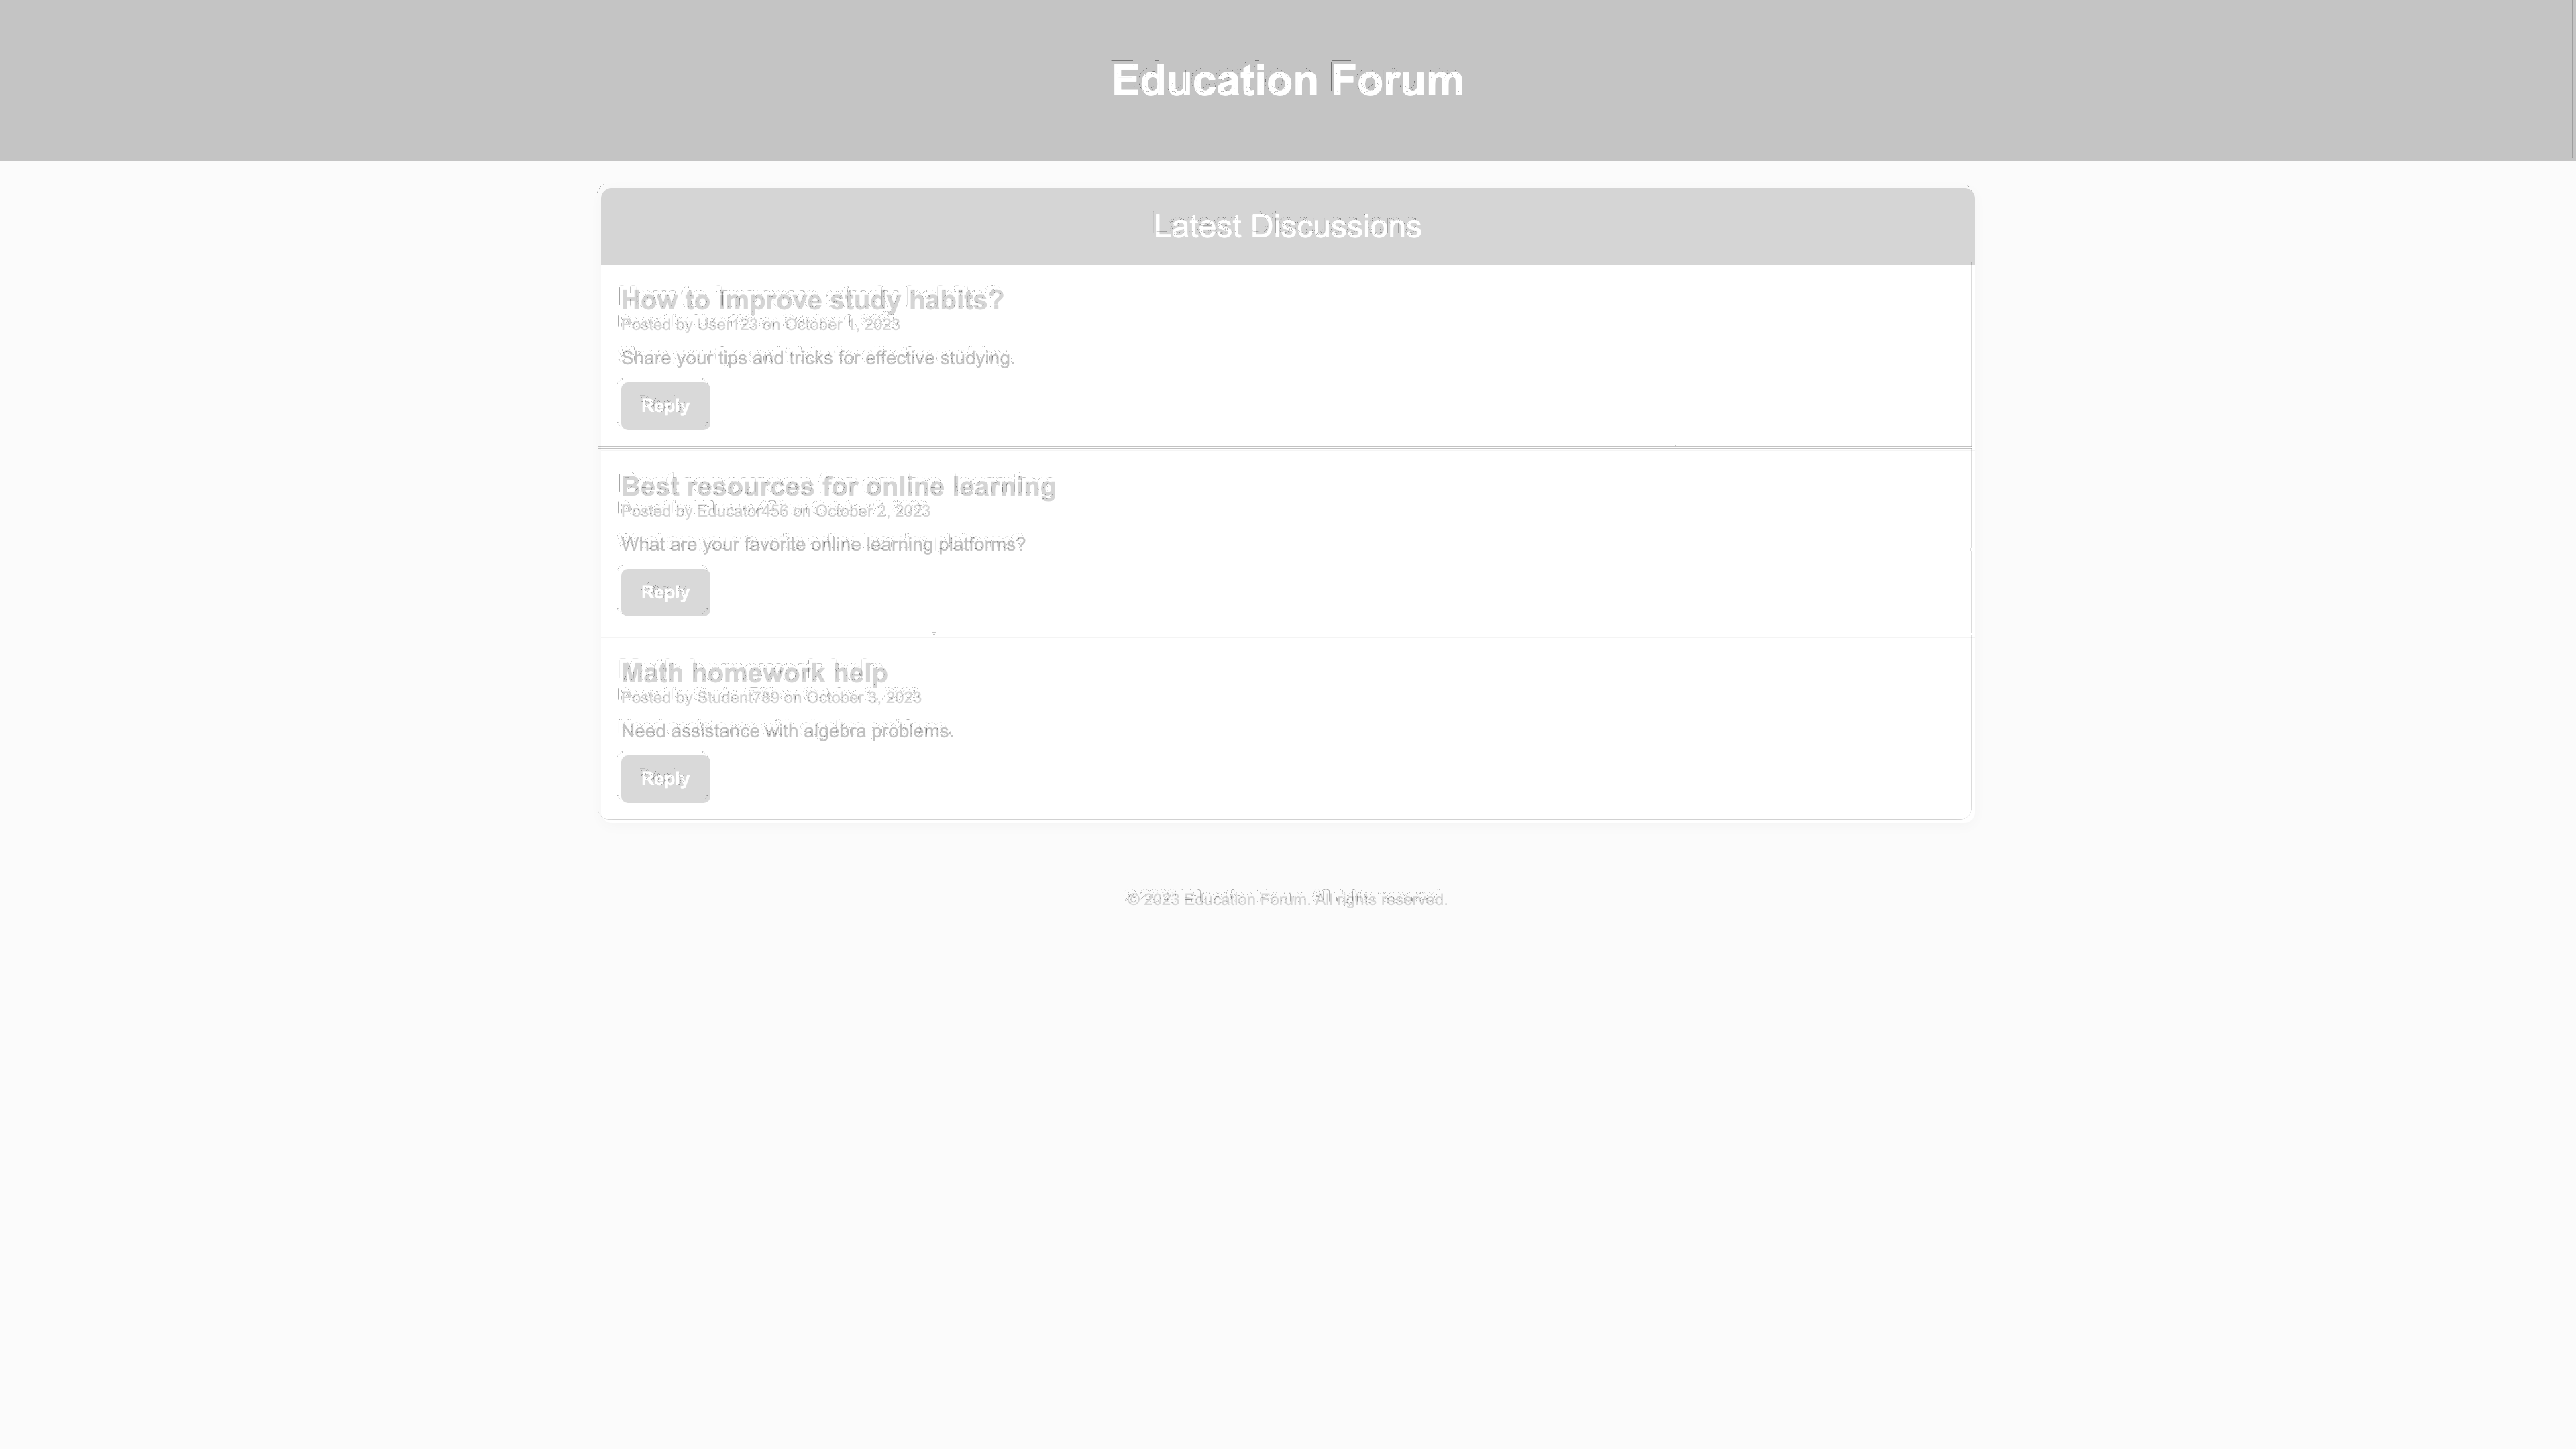 Education Forum
Latest Discussions
How to improve study habits?
Posted by User123 on October 1, 2023
Share your tips and tricks for effective studying.
Reply
Best resources for online learning
Posted by Educator456 on October 2, 2023
What are your favorite online learning platforms?
Reply
Math homework help
Posted by Student789 on October 3, 2023
Need assistance with algebra problems.
Reply
© 2023 Education Forum. All rights reserved.